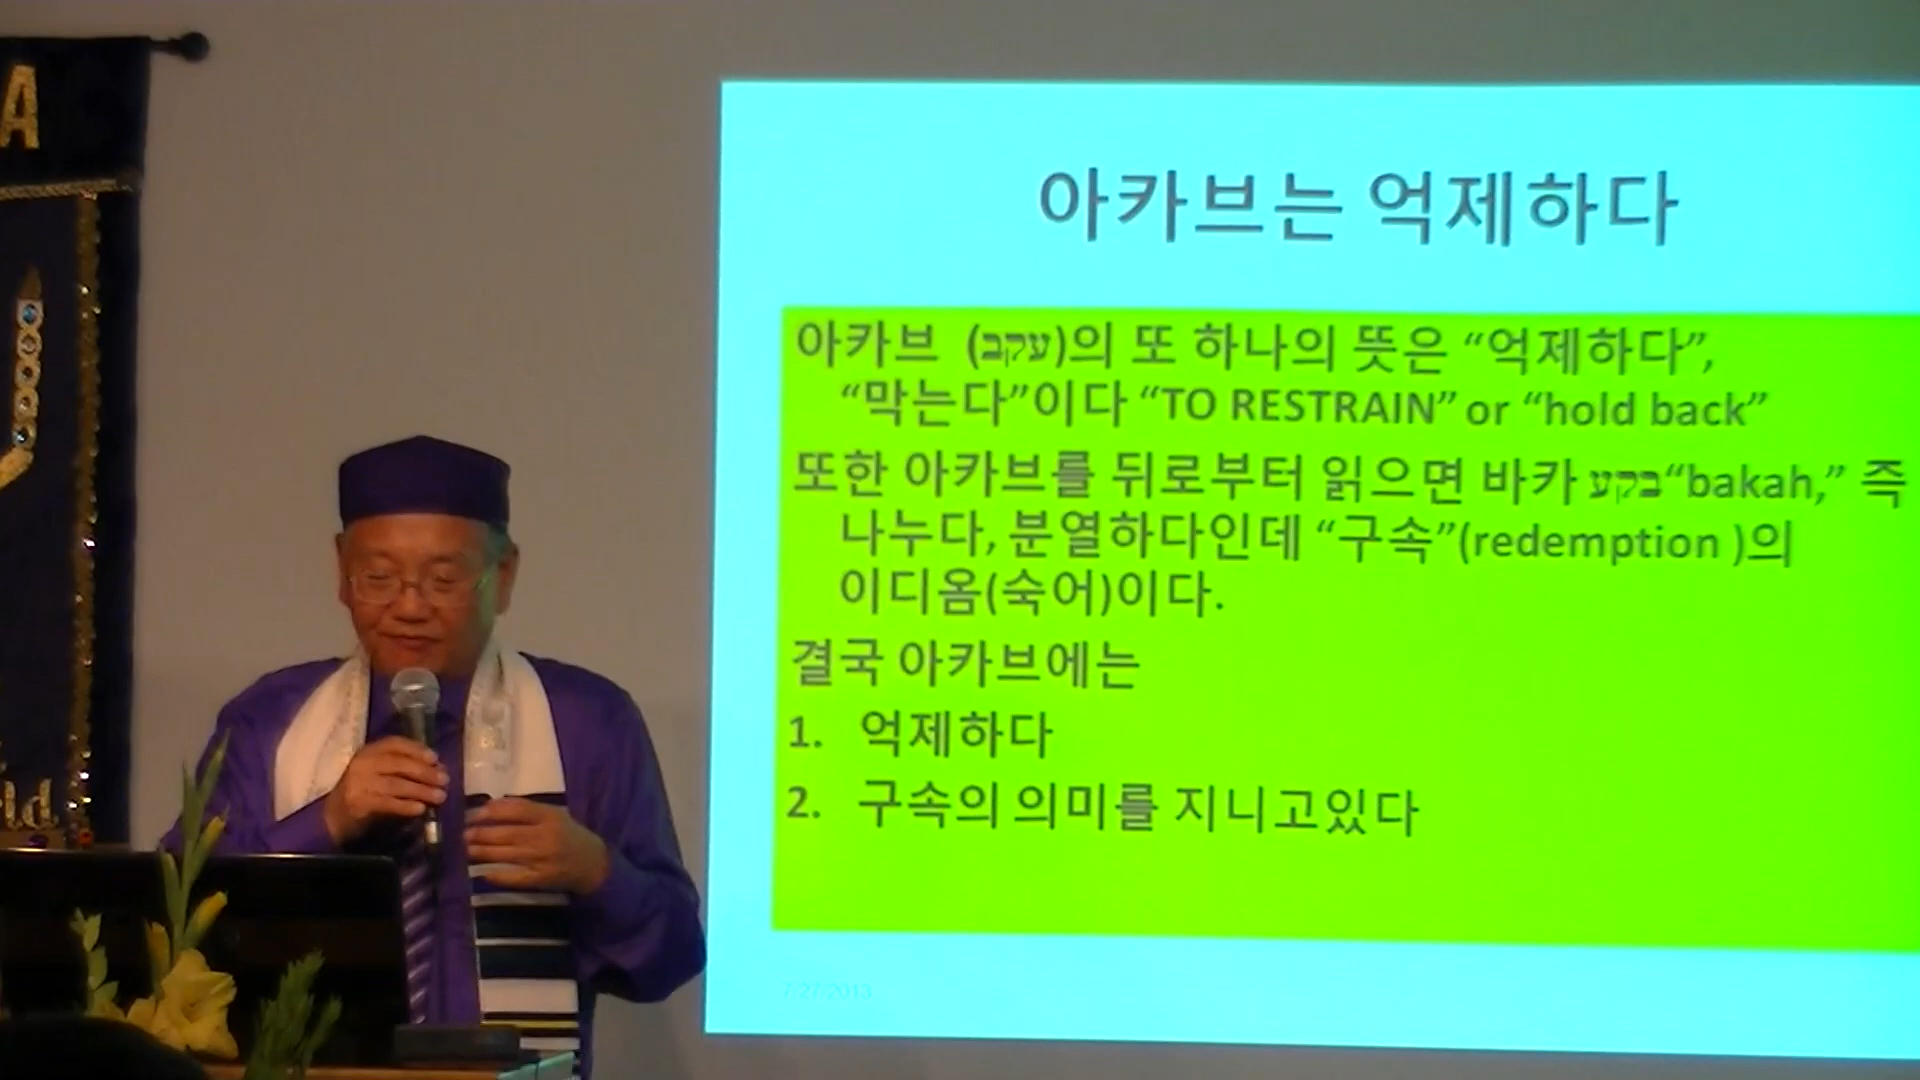 A
ld
아카브는 억제하다
아카브 (עקב)의 또 하나의 뜻은 “억제하다”,
“막는다”이다 “TO RESTRAIN” or “hold back”
또한 아카브를 뒤로부터 읽으면 바카 בקע“bakah,” 즉
나누다, 분열하다인데 “구속”(redemption )의
이디옴(숙어)이다.
결국 아카브에는
1. 억제하다
2. 구속의 의미를 지니고있다
7/27/2013